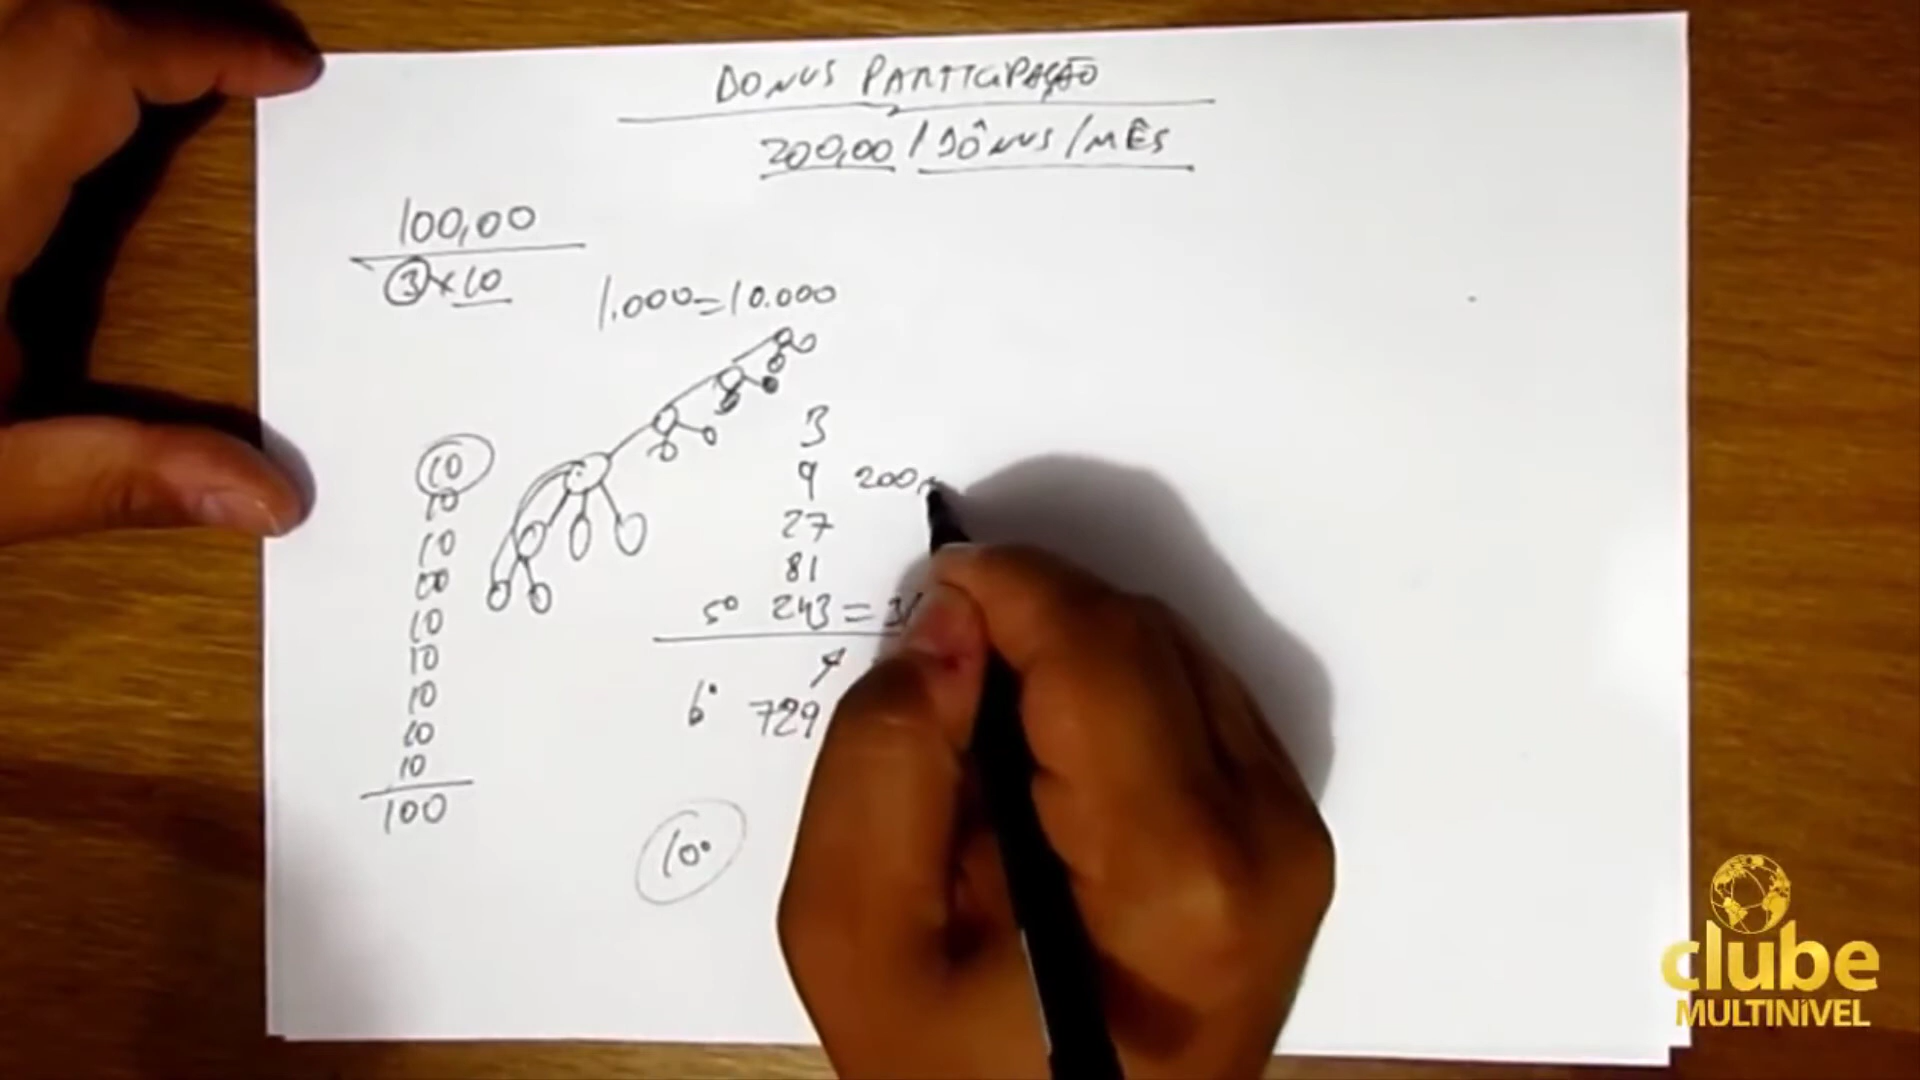 BONUS PARTICIPAÇÃO
200,00 / BÔNUS / MÊS
100,00
3 x 10
1.000 = 10.000
10
10
10
10
10
10
10
10
10
100
3
9 200,
27
81
5º 243 =
6º 729
10º
clube
MULTINÍVEL